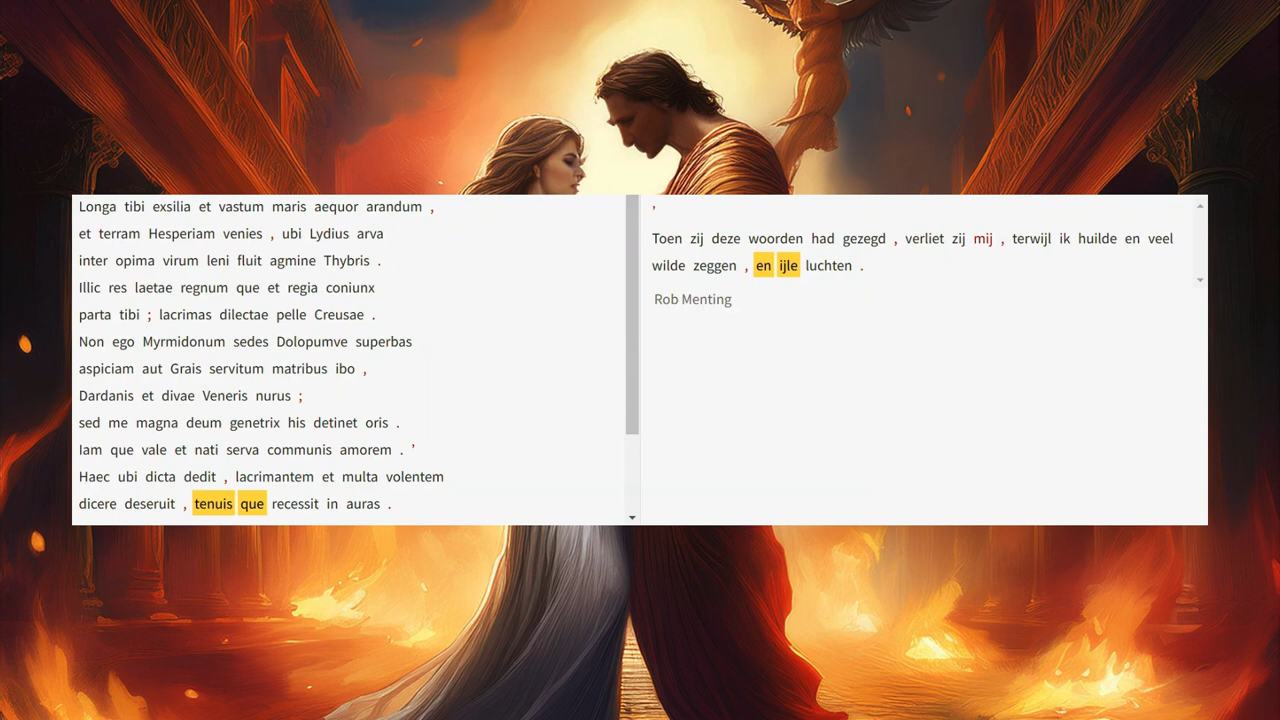 Longa tibi exsilia et vastum maris aequor arandum ,
et terram Hesperiam venies , ubi Lydius arva
inter opima virum leni fluit agmine Thybris .
Illic res laetae regnum que et regia coniunx
parta tibi ; lacrimas dilectae pelle Creusae .
Non ego Myrmidonum sedes Dolopumve superbas
aspiciam aut Grais servitum matribus ibo ,
Dardanis et divae Veneris nurus ;
sed me magna deum genetrix his detinet oris .
Iam que vale et nati serva communis amorem . ’
Haec ubi dicta dedit , lacrimantem et multa volentem
dicere deseruit , tenuis que recessit in auras .
’
Toen zij deze woorden had gezegd , verliet zij mij , terwijl ik huilde en veel
wilde zeggen , en ijle luchten .
Rob Menting